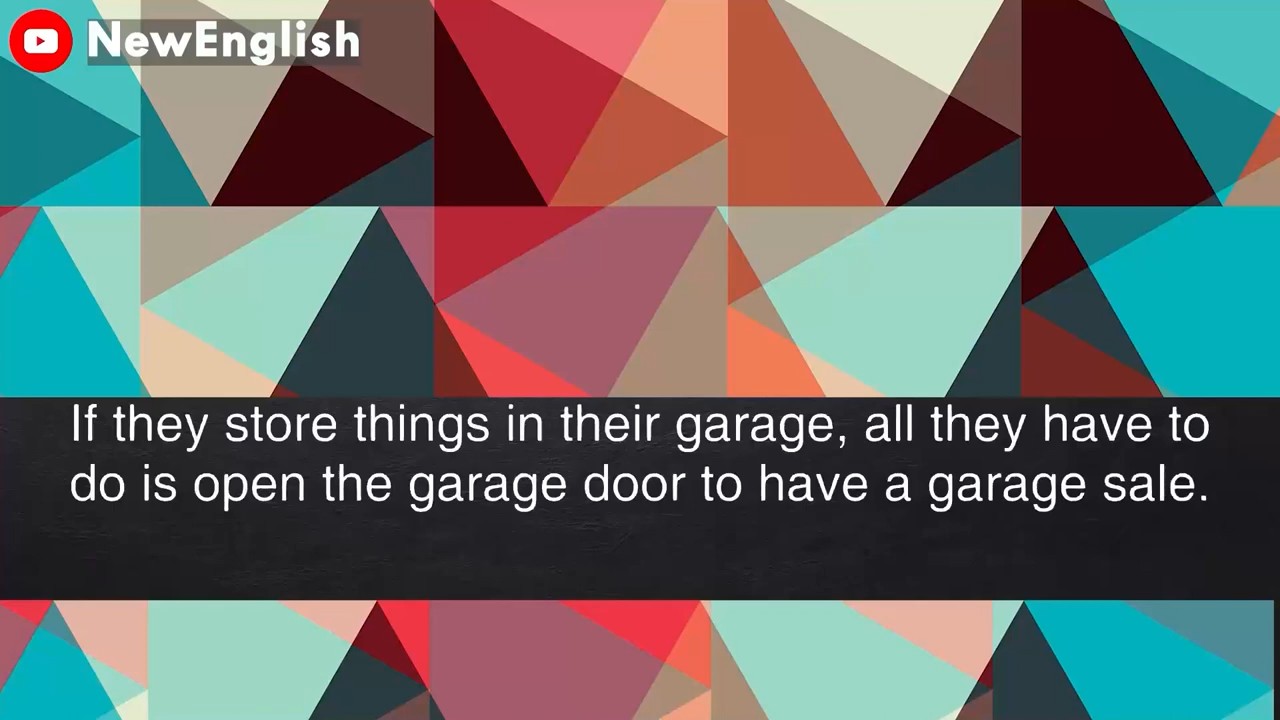 NewEnglish
If they store things in their garage, all they have to
do is open the garage door to have a garage sale.